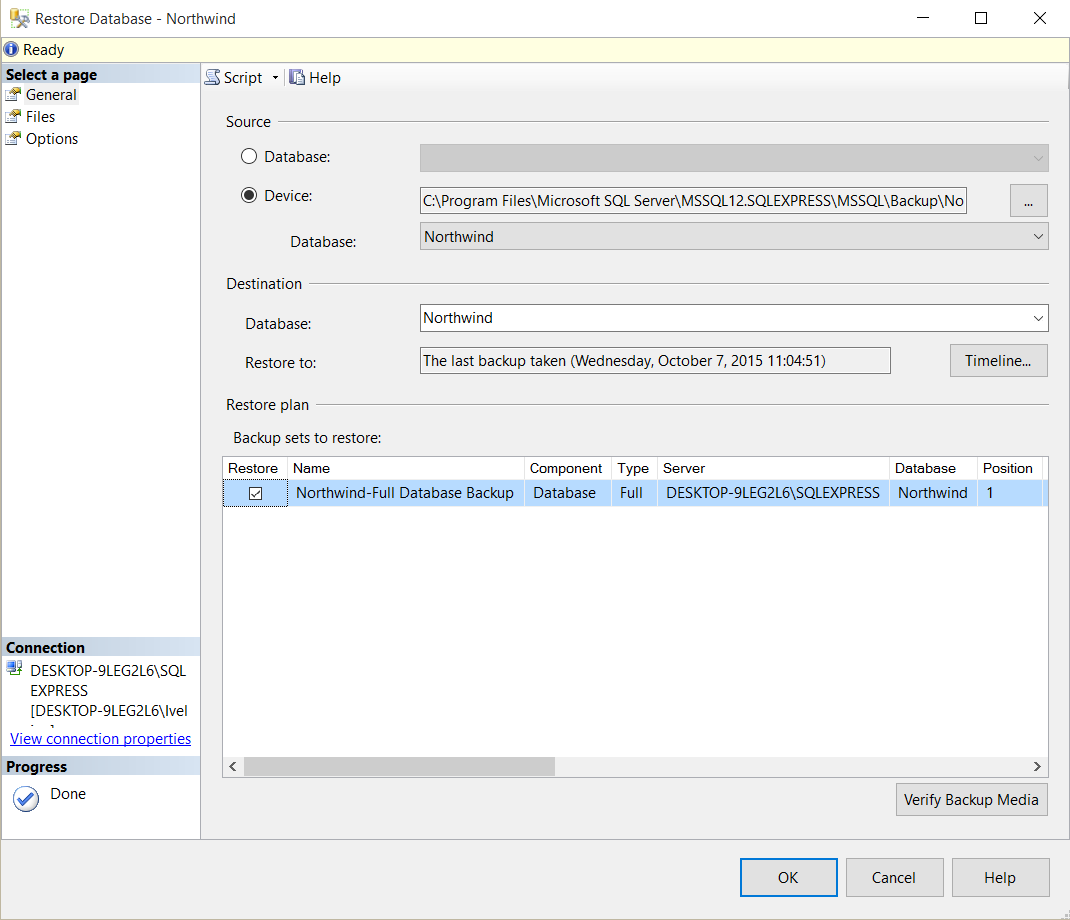 Restore Database - Northwind
Ready
Select a page
General
Files
Options
Script
Help
Source
Database:
Device:
C:\Program Files\Microsoft SQL Server\MSSQL12.SQLEXPRESS\MSSQL\Backup\No
...
Database:
Northwind
Destination
Database:
Northwind
Restore to:
The last backup taken (Wednesday, October 7, 2015 11:04:51)
Timeline...
Restore plan
Backup sets to restore:
Restore Name Component Type Server Database Position
Northwind-Full Database Backup Database Full DESKTOP-9LEG2L6\SQLEXPRESS Northwind 1
Connection
DESKTOP-9LEG2L6\SQL
EXPRESS
[DESKTOP-9LEG2L6\Ivel
View connection properties
Progress
Done
Verify Backup Media
OK
Cancel
Help